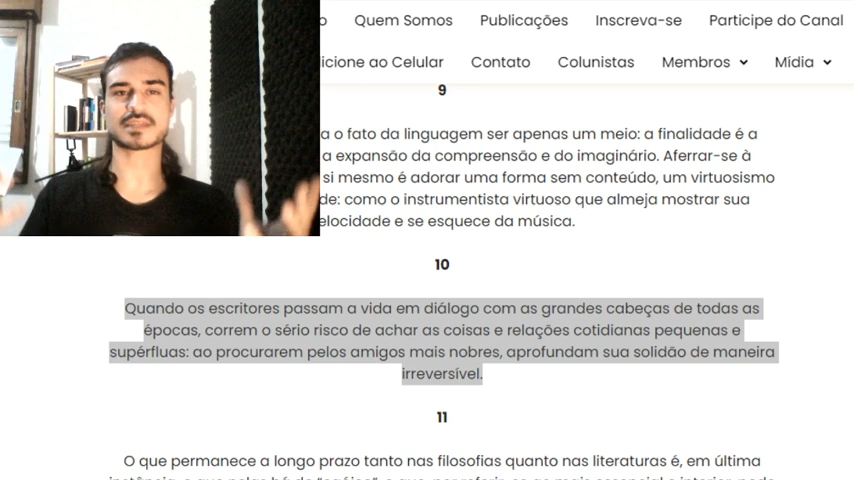 o Quem Somos Publicações Inscreva-se Participe do Canal
icione ao Celular Contato Colunistas Membros Mídia
9
a o fato da linguagem ser apenas um meio: a finalidade é a
a expansão da compreensão e do imaginário. Aferrar-se à
si mesmo é adorar uma forma sem conteúdo, um virtuosismo
de: como o instrumentista virtuoso que almeja mostrar sua
elocidade e se esquece da música.
10
Quando os escritores passam a vida em diálogo com as grandes cabeças de todas as
épocas, correm o sério risco de achar as coisas e relações cotidianas pequenas e
supérfluas: ao procurarem pelos amigos mais nobres, aprofundam sua solidão de maneira
irreversível.
11
O que permanece a longo prazo tanto nas filosofias quanto nas literaturas é, em última